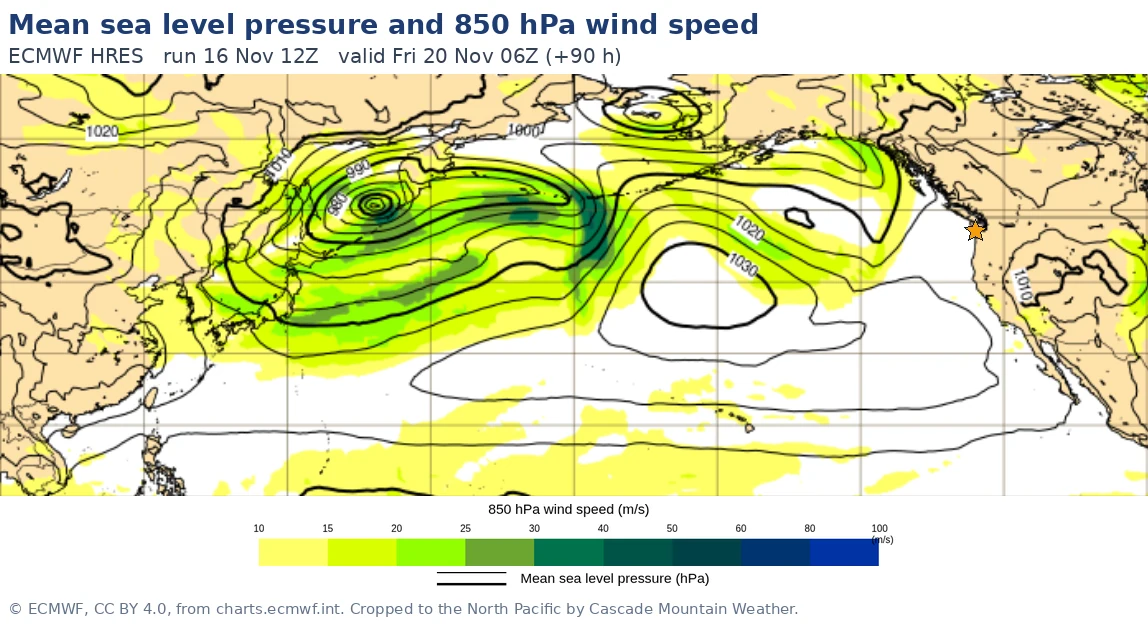 Mean sea level pressure and 850 hPa wind speed
ECMWF HRES run 16 Nov 12Z valid Fri 20 Nov 06Z (+90 h)
1020
1000
1010
990
980
1020
1030
1.010
850 hPa wind speed (m/s)
10 15 20 25 30 40 50 60 80 100
(m/s)
Mean sea level pressure (hPa)
© ECMWF, CC BY 4.0, from charts.ecmwf.int. Cropped to the North Pacific by Cascade Mountain Weather.